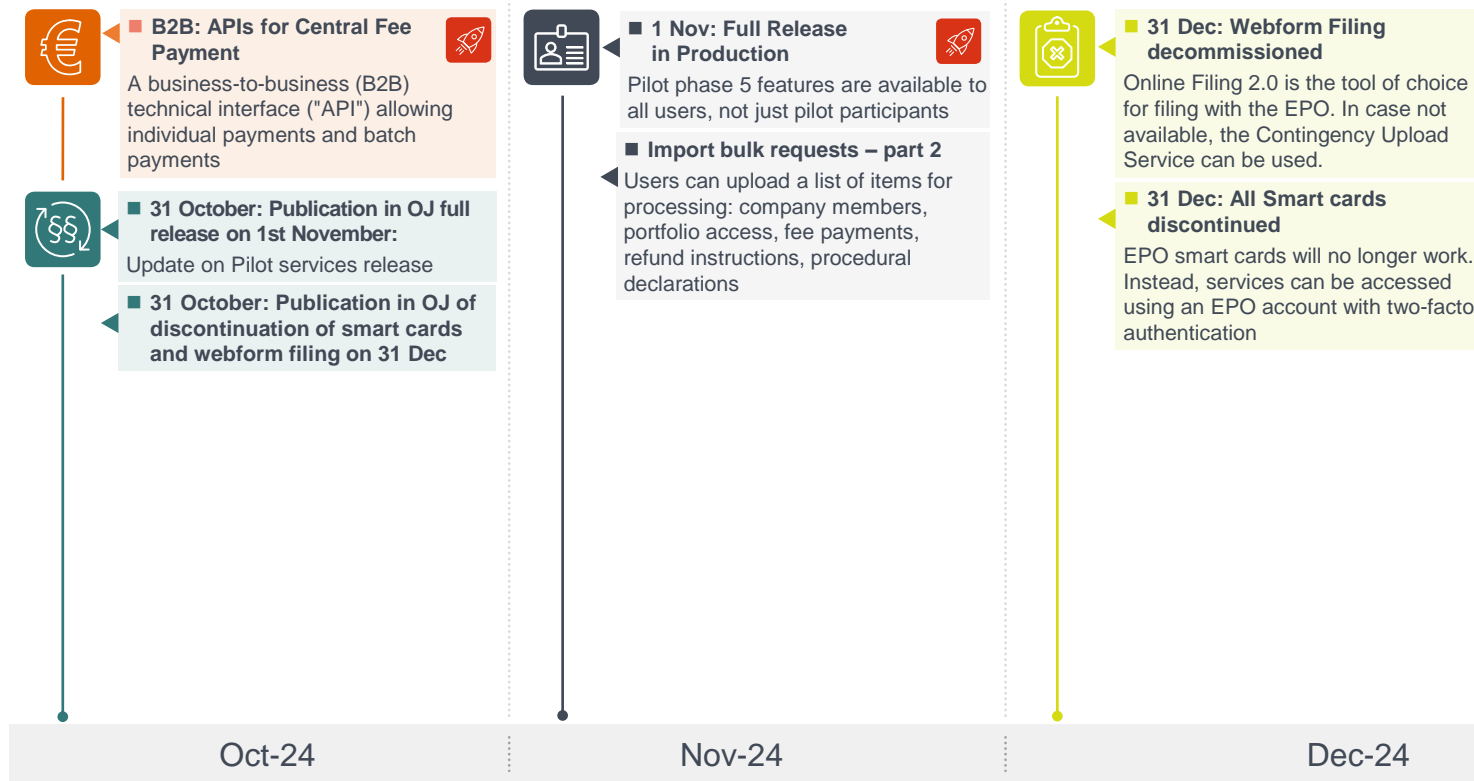 B2B: APIs for Central Fee
Payment
A business-to-business (B2B)
technical interface ("API") allowing
individual payments and batch
payments
§§
31 October: Publication in OJ full
release on 1st November:
Update on Pilot services release
31 October: Publication in OJ of
discontinuation of smart cards
and webform filing on 31 Dec
1 Nov: Full Release
in Production
Pilot phase 5 features are available to
all users, not just pilot participants
Import bulk requests – part 2
Users can upload a list of items for
processing: company members,
portfolio access, fee payments,
refund instructions, procedural
declarations
31 Dec: Webform Filing
decommissioned
Online Filing 2.0 is the tool of choice
for filing with the EPO. In case not
available, the Contingency Upload
Service can be used.
31 Dec: All Smart cards
discontinued
EPO smart cards will no longer work.
Instead, services can be accessed
using an EPO account with two-facto
authentication
Oct-24
Nov-24
Dec-24